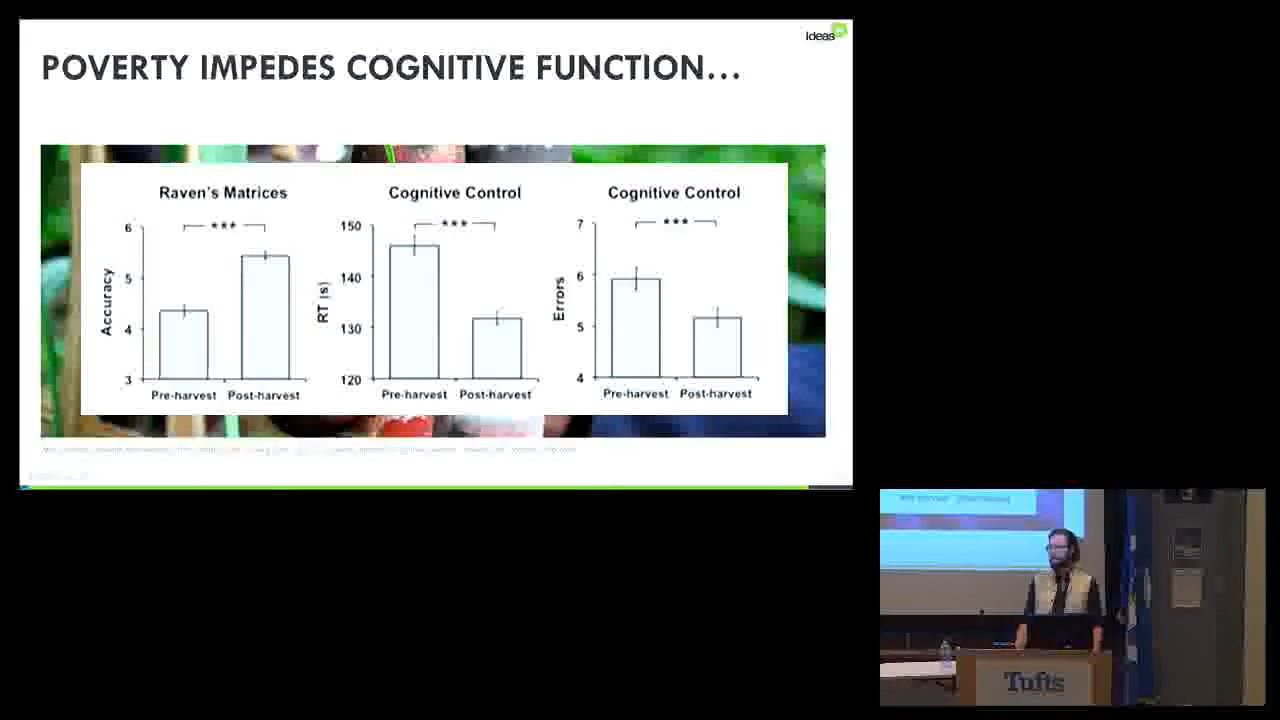 ideas
POVERTY IMPEDES COGNITIVE FUNCTION...
Raven's Matrices
***
Accuracy
6
5
4
3
Pre-harvest Post-harvest
Cognitive Control
***
RT (s)
150
140
130
120
Pre-harvest Post-harvest
Cognitive Control
***
Errors
7
6
5
4
Pre-harvest Post-harvest
Tufts